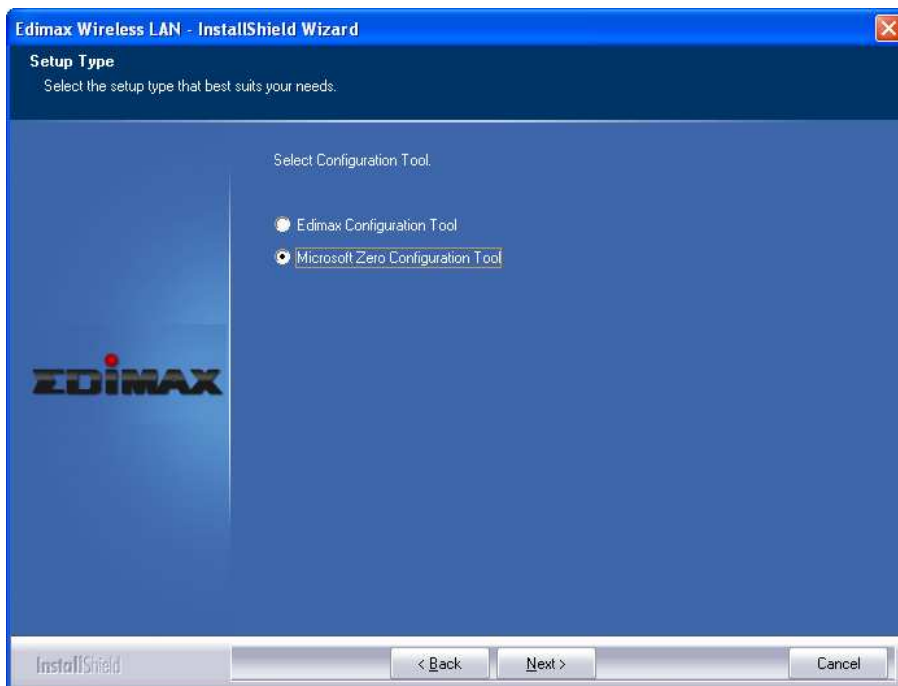 Edimax Wireless LAN - InstallShield Wizard
Setup Type
Select the setup type that best suits your needs.
Select Configuration Tool.
Edimax Configuration Tool
Microsoft Zero Configuration Tool
EDiMAX
InstallShield
< Back
Next >
Cancel